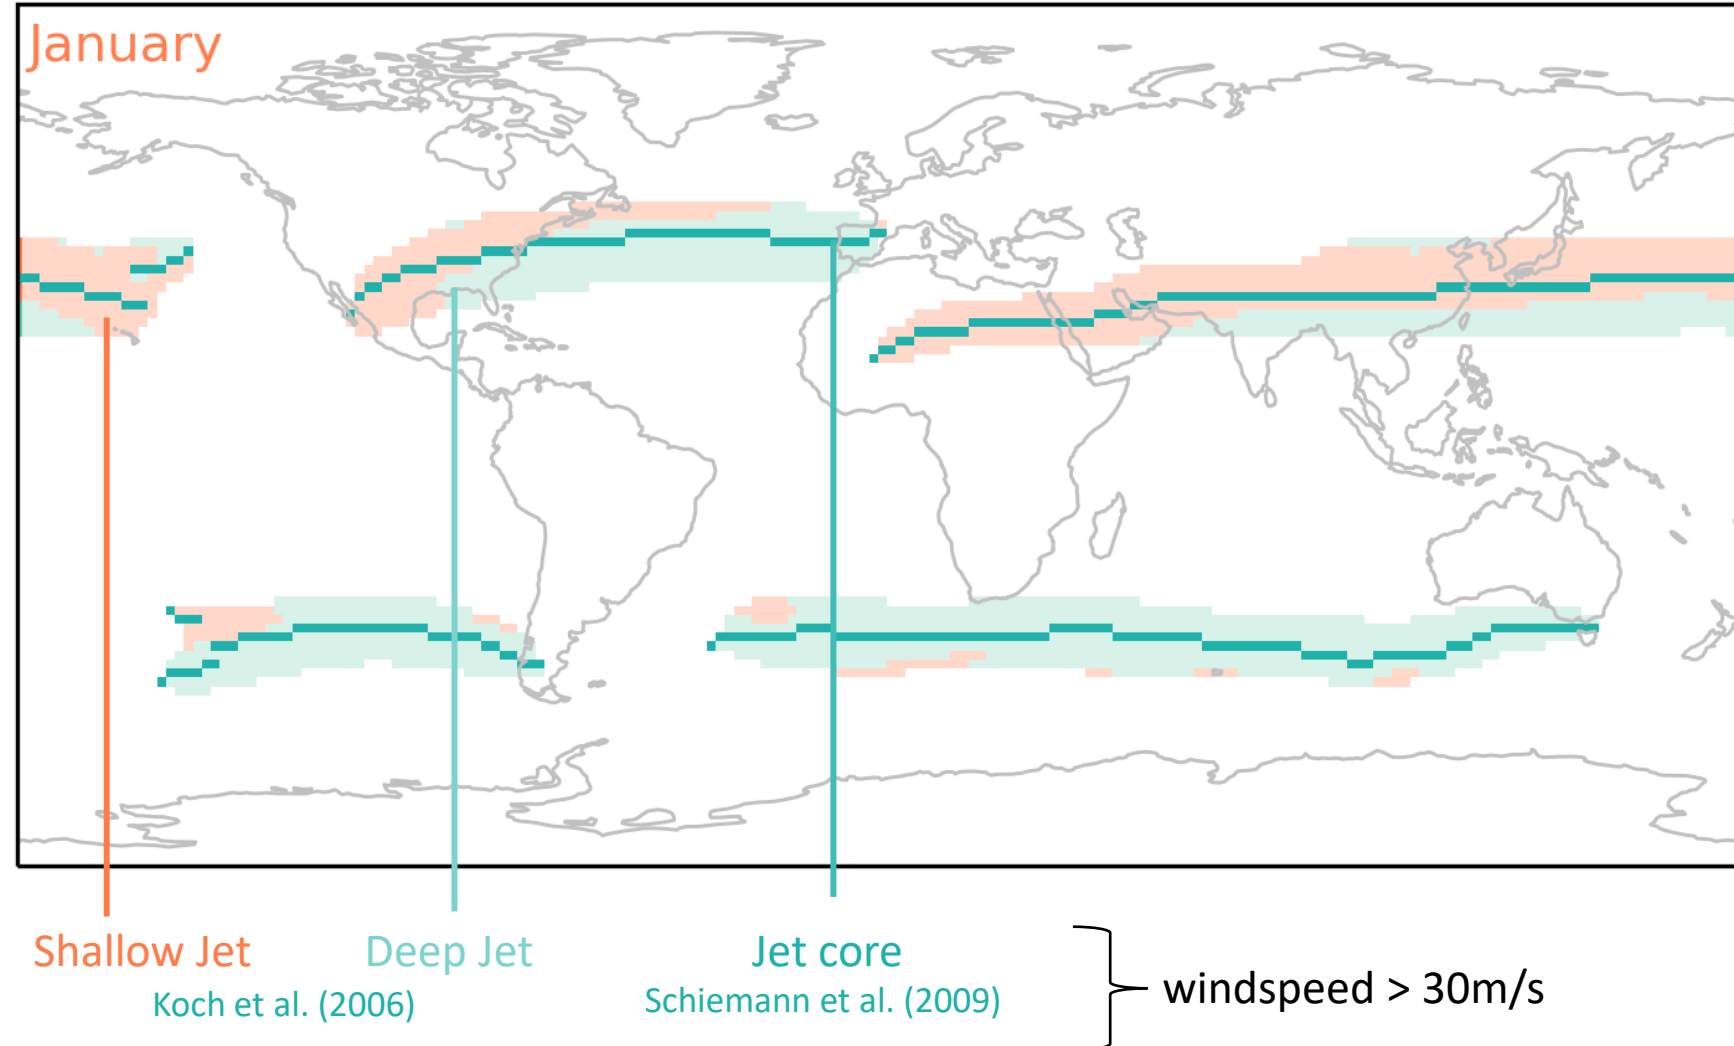 January
Shallow Jet
Deep Jet
Jet core
Koch et al. (2006)
Schiemann et al. (2009)
windspeed > 30m/s